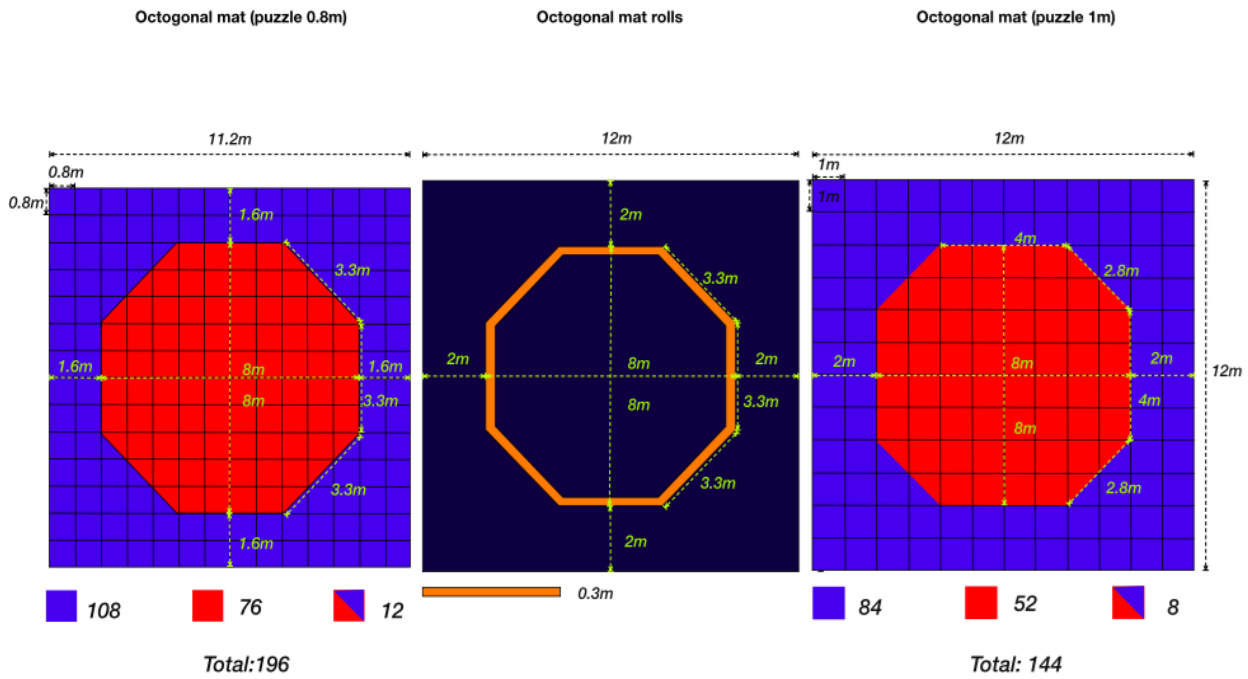 Octogonal mat (puzzle 0.8m)
Octogonal mat rolls
Octogonal mat (puzzle 1m)
11.2m
0.8m
0.8m
1.6m
3.3m
1.6m
8m
1.6m
8m
3.3m
3.3m
1.6m
108
76
12
Total:196
12m
2m
3.3m
2m
8m
2m
8m
3.3m
3.3m
2m
0.3m
12m
1m
1m
4m
2.8m
2m
8m
2m
12m
4m
8m
2.8m
84
52
8
Total: 144